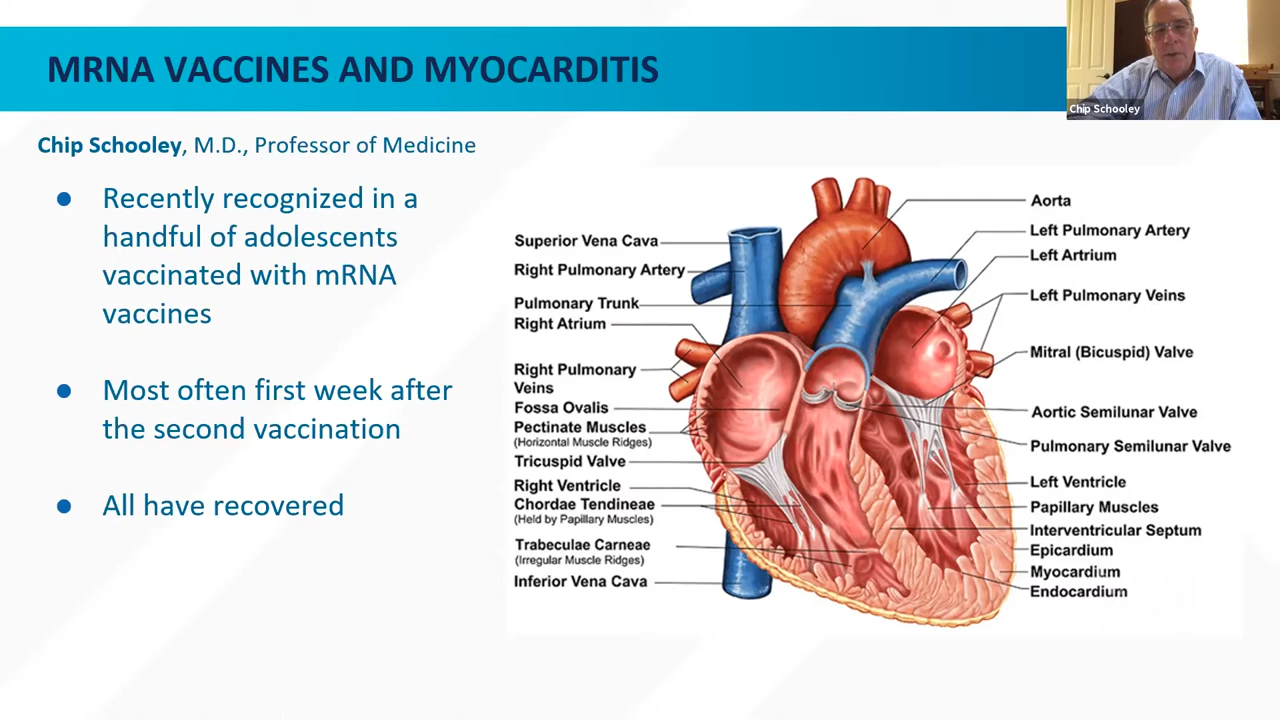 MRNA VACCINES AND MYOCARDITIS
Chip Schooley
Chip Schooley, M.D., Professor of Medicine
● Recently recognized in a
handful of adolescents
vaccinated with mRNA
vaccines
● Most often first week after
the second vaccination
● All have recovered
Superior Vena Cava
Right Pulmonary Artery
Pulmonary Trunk
Right Atrium
Right Pulmonary
Veins
Fossa Ovalis
Pectinate Muscles
(Horizontal Muscle Ridges)
Tricuspid Valve
Right Ventricle
Chordae Tendineae
(Held by Papillary Muscles)
Trabeculae Carneae
(Irregular Muscle Ridges)
Inferior Vena Cava
Aorta
Left Pulmonary Artery
Left Artrium
Left Pulmonary Veins
Mitral (Bicuspid) Valve
Aortic Semilunar Valve
Pulmonary Semilunar Valve
Left Ventricle
Papillary Muscles
Interventricular Septum
Epicardium
Myocardium
Endocardium